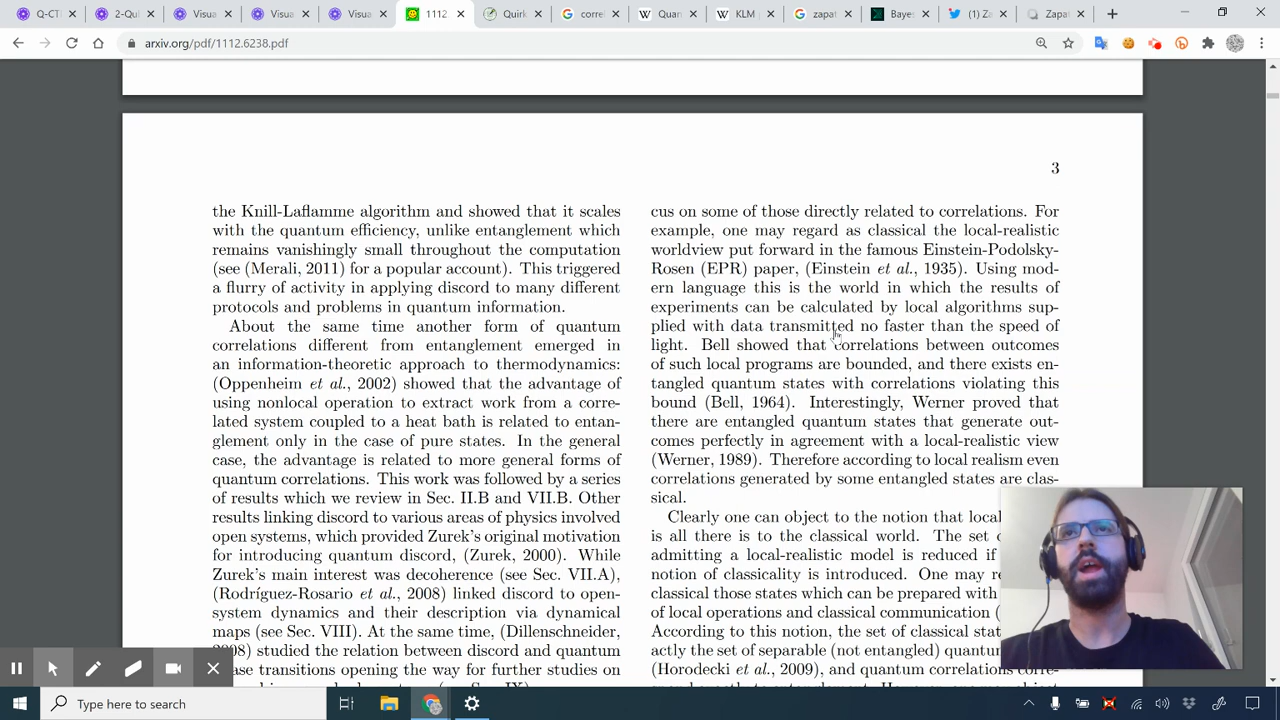 Q-CT
2-Qul
Visua
Visua
Visua
1112
Quirk
corre
Quan
KLM
zapat
Bayes
(1) Za
Zapat
arxiv.org/pdf/1112.6238.pdf
3
the Knill-Laflamme algorithm and showed that it scales
with the quantum efficiency, unlike entanglement which
remains vanishingly small throughout the computation
(see (Merali, 2011) for a popular account). This triggered
a flurry of activity in applying discord to many different
protocols and problems in quantum information.
About the same time another form of quantum
correlations different from entanglement emerged in
an information-theoretic approach to thermodynamics:
(Oppenheim et al., 2002) showed that the advantage of
using nonlocal operation to extract work from a corre-
lated system coupled to a heat bath is related to entan-
glement only in the case of pure states. In the general
case, the advantage is related to more general forms of
quantum correlations. This work was followed by a series
of results which we review in Sec. II.B and VII.B. Other
results linking discord to various areas of physics involved
open systems, which provided Zurek's original motivation
for introducing quantum discord, (Zurek, 2000). While
Zurek's main interest was decoherence (see Sec. VII.A),
(Rodríguez-Rosario et al., 2008) linked discord to open-
system dynamics and their description via dynamical
maps (see Sec. VIII). At the same time, (Dillenschneider,
2008) studied the relation between discord and quantum
ase transitions opening the way for further studies on
cus on some of those directly related to correlations. For
example, one may regard as classical the local-realistic
worldview put forward in the famous Einstein-Podolsky-
Rosen (EPR) paper, (Einstein et al., 1935). Using mod-
ern language this is the world in which the results of
experiments can be calculated by local algorithms sup-
plied with data transmitted no faster than the speed of
light. Bell showed that correlations between outcomes
of such local programs are bounded, and there exists en-
tangled quantum states with correlations violating this
bound (Bell, 1964). Interestingly, Werner proved that
there are entangled quantum states that generate out-
comes perfectly in agreement with a local-realistic view
(Werner, 1989). Therefore according to local realism even
correlations generated by some entangled states are clas-
sical.
Clearly one can object to the notion that local
is all there is to the classical world. The set
admitting a local-realistic model is reduced if
notion of classicality is introduced. One may re
classical those states which can be prepared with
of local operations and classical communication (
According to this notion, the set of classical stat
actly the set of separable (not entangled) quantum
(Horodecki et al., 2009), and quantum correlations
Type here to search